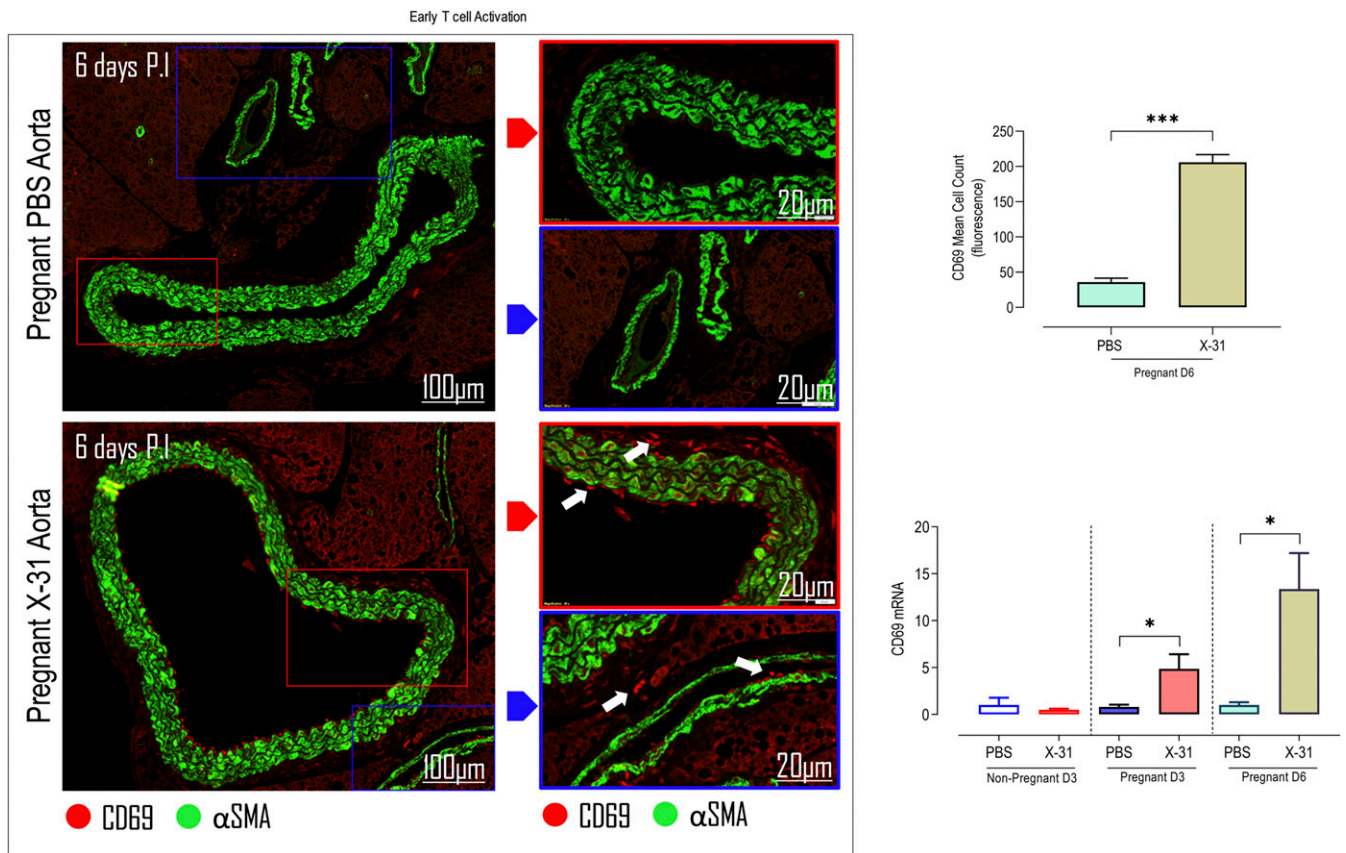 Early T cell Activation
Pregnant PBS Aorta
6 days P.I
100µm
20µm
20µm
Pregnant X-31 Aorta
6 days P.I
100µm
20µm
20µm
CD69 αSMA
CD69 αSMA
CD69 Mean Cell Count
(fluorescence)
250
200
150
100
50
0
***
PBS X-31
Pregnant D6
CD69 mRNA
20
15
10
5
0
*
*
PBS X-31 PBS X-31 PBS X-31
Non-Pregnant D3 Pregnant D3 Pregnant D6